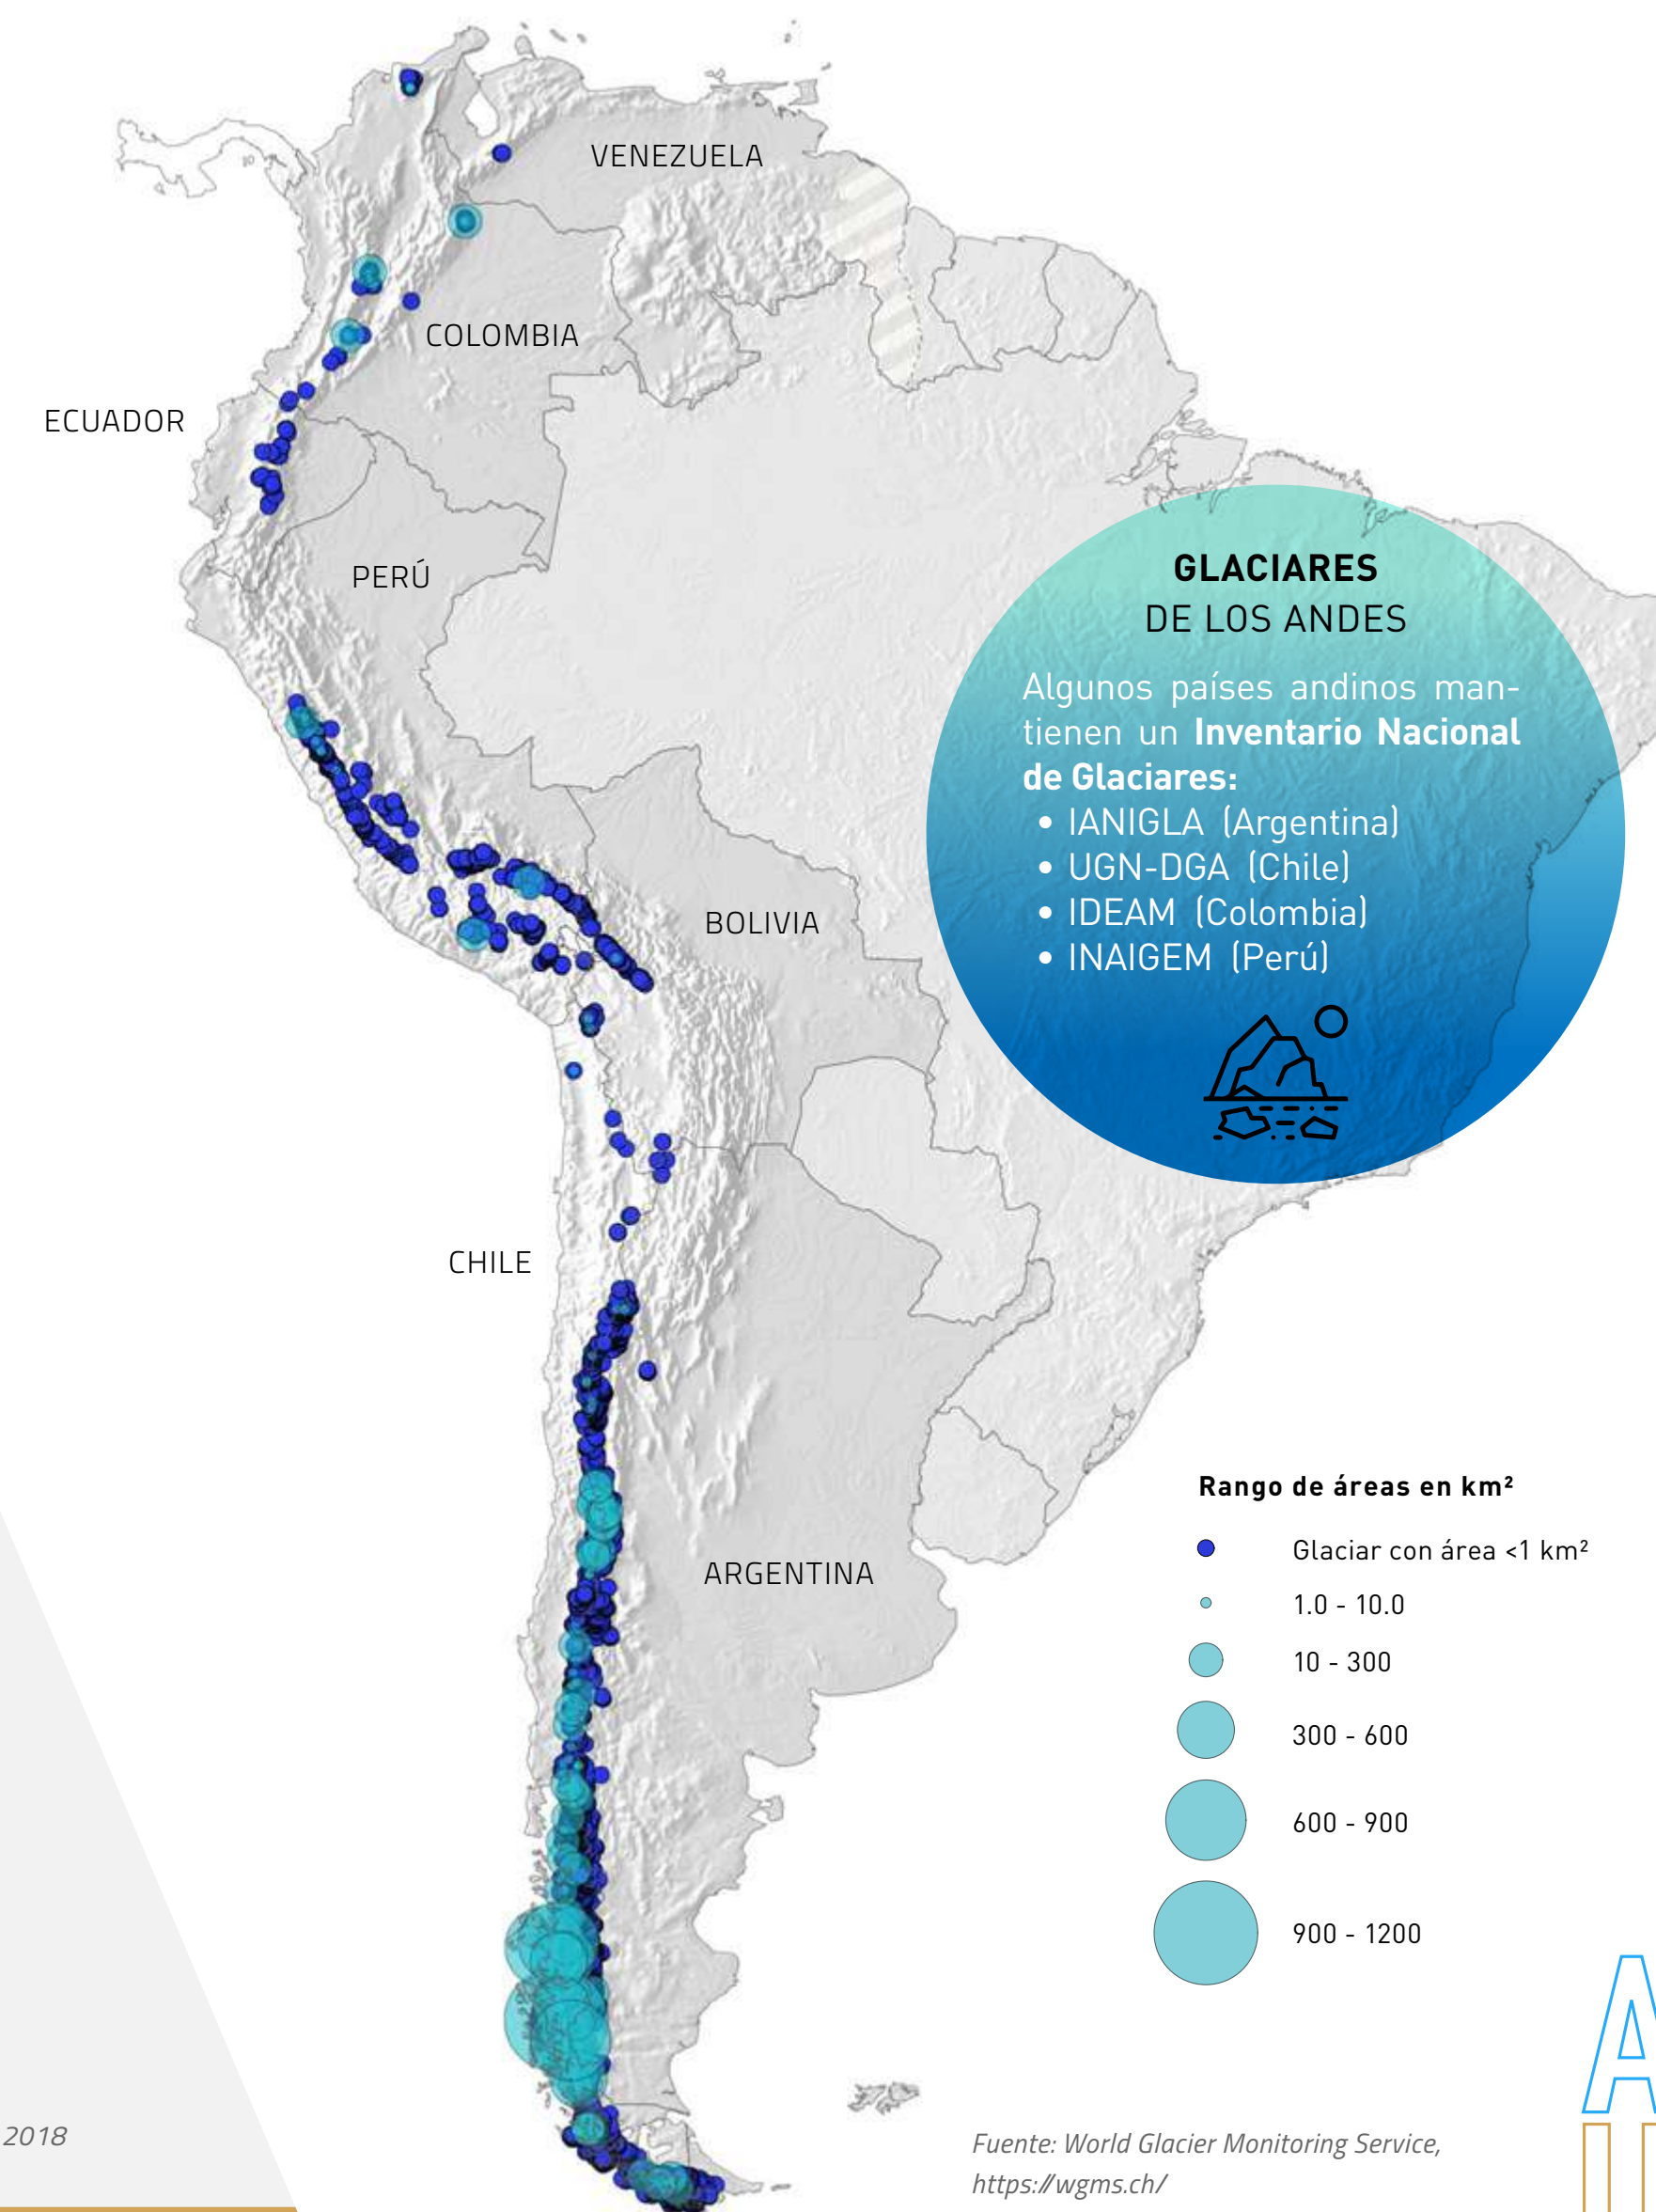 VENEZUELA
COLOMBIA
ECUADOR
PERÚ
BOLIVIA
CHILE
ARGENTINA
GLACIARES
DE LOS ANDES
Algunos países andinos man-
tienen un Inventario Nacional
de Glaciares:
• IANIGLA (Argentina)
• UGN-DGA (Chile)
• IDEAM (Colombia)
• INAIGEM (Perú)
Rango de áreas en km²
Glaciar con área <1 km²
1.0 - 10.0
10 - 300
300 - 600
600 - 900
900 - 1200
2018
Fuente: World Glacier Monitoring Service,
https://wgms.ch/
A